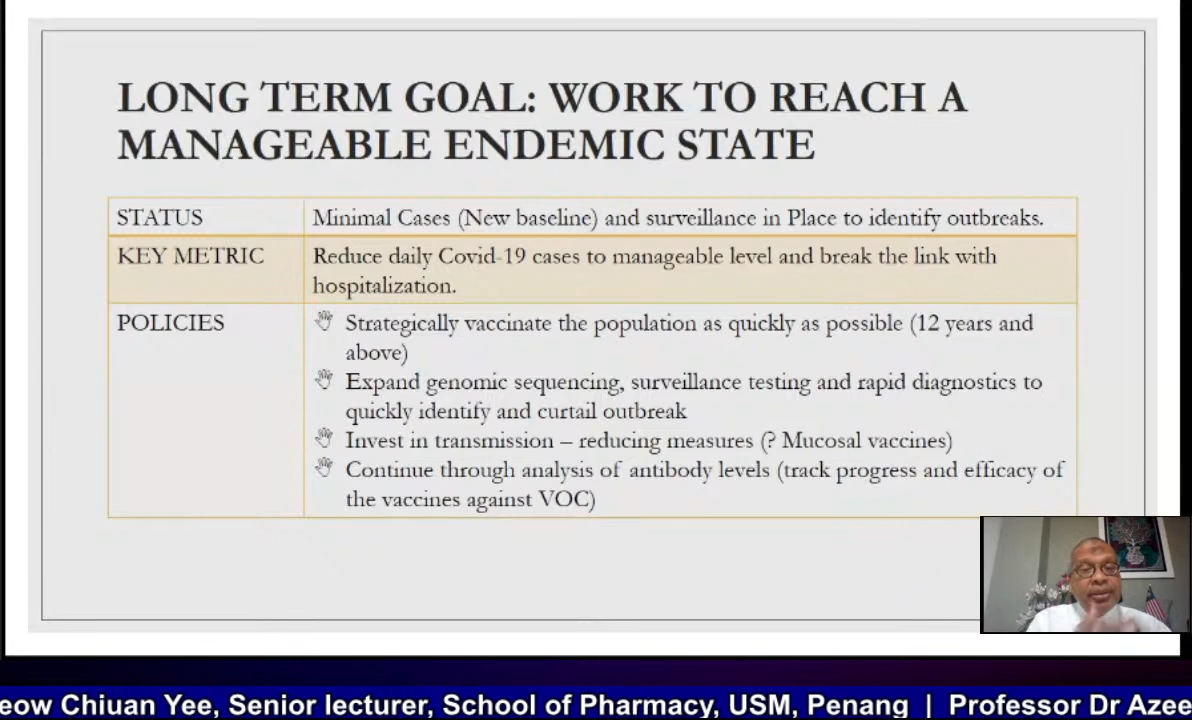 LONG TERM GOAL: WORK TO REACH A
MANAGEABLE ENDEMIC STATE
STATUS
Minimal Cases (New baseline) and surveillance in Place to identify outbreaks.
KEY METRIC
Reduce daily Covid-19 cases to manageable level and break the link with
hospitalization.
POLICIES
Strategically vaccinate the population as quickly as possible (12 years and
above)
Expand genomic sequencing, surveillance testing and rapid diagnostics to
quickly identify and curtail outbreak
Invest in transmission – reducing measures (? Mucosal vaccines)
Continue through analysis of antibody levels (track progress and efficacy of
the vaccines against VOC)
eow Chiuan Yee, Senior lecturer, School of Pharmacy, USM, Penang | Professor Dr Azee